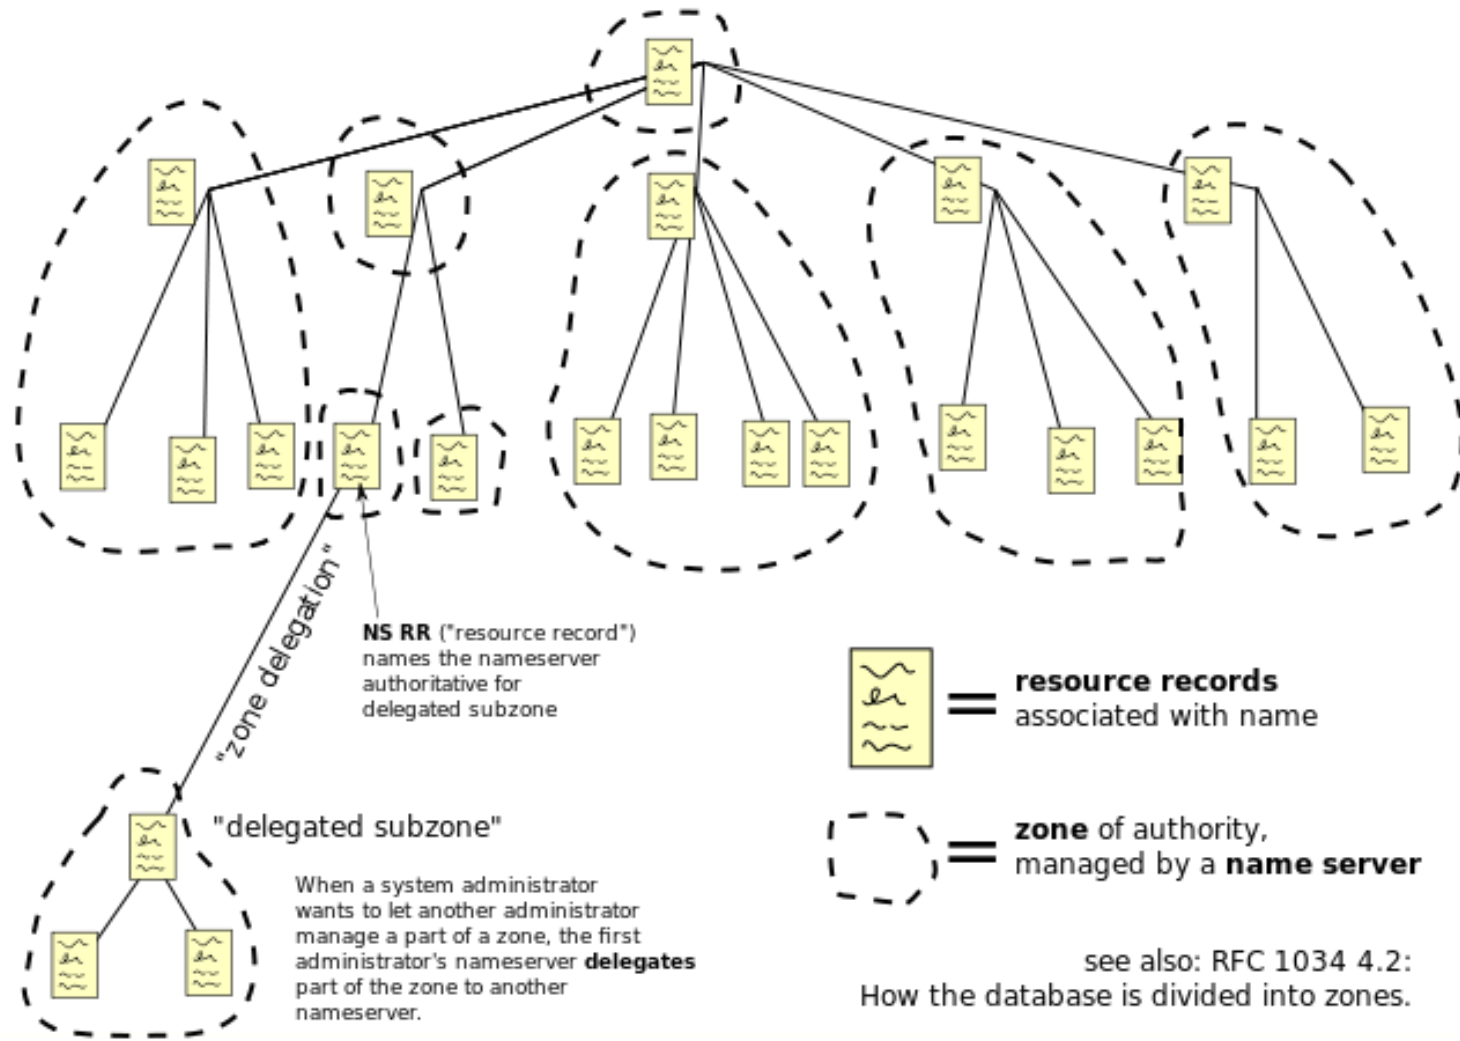 “zone delegation“
NS RR ("resource record")
names the nameserver
authoritative for
delegated subzone
resource records
associated with name
"delegated subzone"
zone of authority,
managed by a name server
When a system administrator
wants to let another administrator
manage a part of a zone, the first
administrator's nameserver delegates
part of the zone to another
nameserver.
see also: RFC 1034 4.2:
How the database is divided into zones.